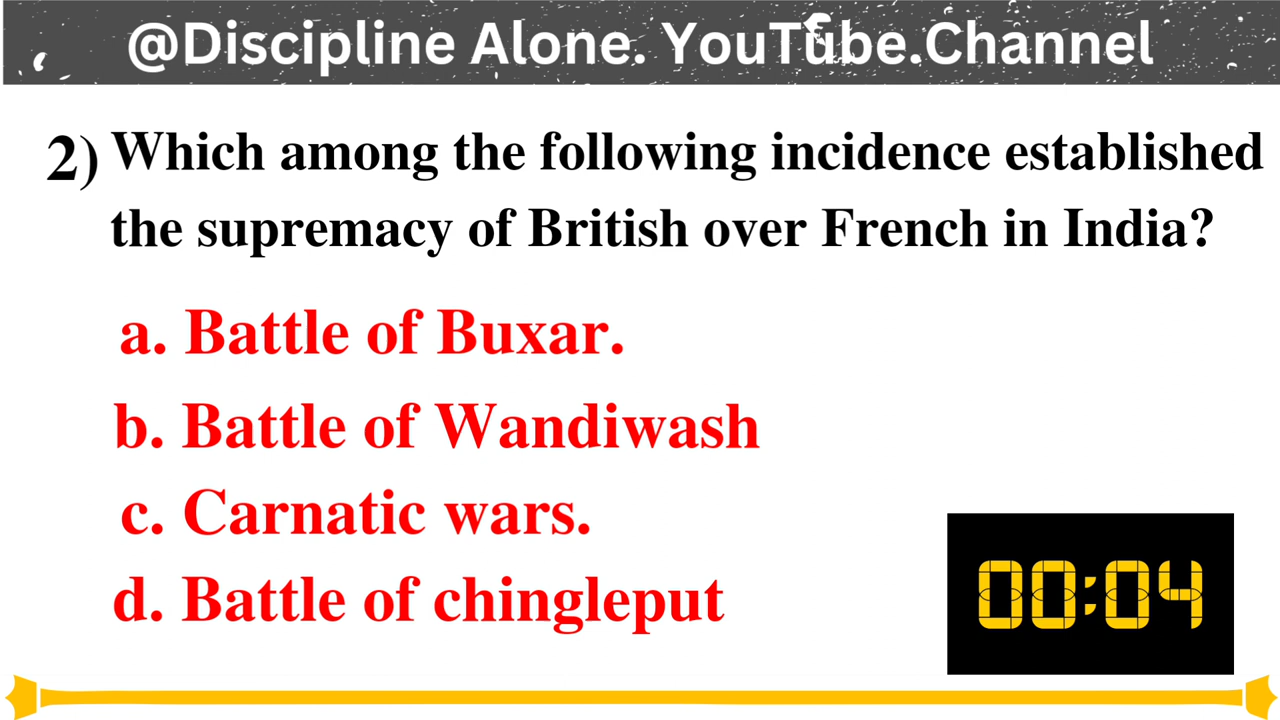 @Discipline Alone. YouTube.Channel
2) Which among the following incidence established
the supremacy of British over French in India?
a. Battle of Buxar.
b. Battle of Wandiwash
c. Carnatic wars.
d. Battle of chingleput
00:04